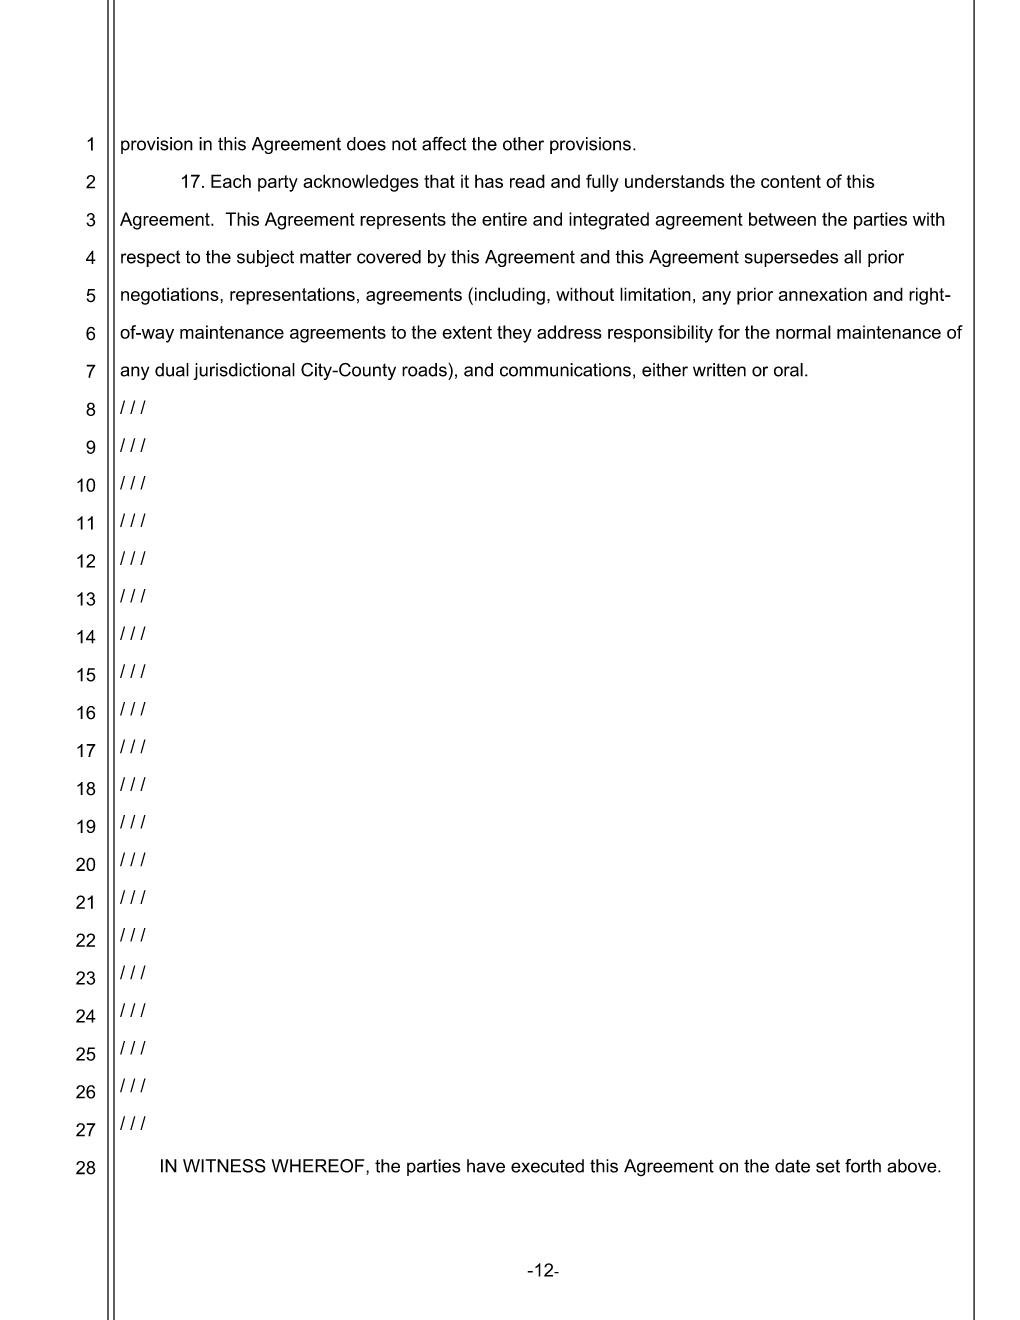 1 provision in this Agreement does not affect the other provisions.
2 17. Each party acknowledges that it has read and fully understands the content of this
3 Agreement.  This Agreement represents the entire and integrated agreement between the parties with
4 respect to the subject matter covered by this Agreement and this Agreement supersedes all prior
5 negotiations, representations, agreements (including, without limitation, any prior annexation and right-
6 of-way maintenance agreements to the extent they address responsibility for the normal maintenance of
7 any dual jurisdictional City-County roads), and communications, either written or oral.
8 / / /
9 / / /
10 / / /
11 / / /
12 / / /
13 / / /
14 / / /
15 / / /
16 / / /
17 / / /
18 / / /
19 / / /
20 / / /
21 / / /
22 / / /
23 / / /
24 / / /
25 / / /
26 / / /
27 / / /
28 IN WITNESS WHEREOF, the parties have executed this Agreement on the date set forth above.
-12-